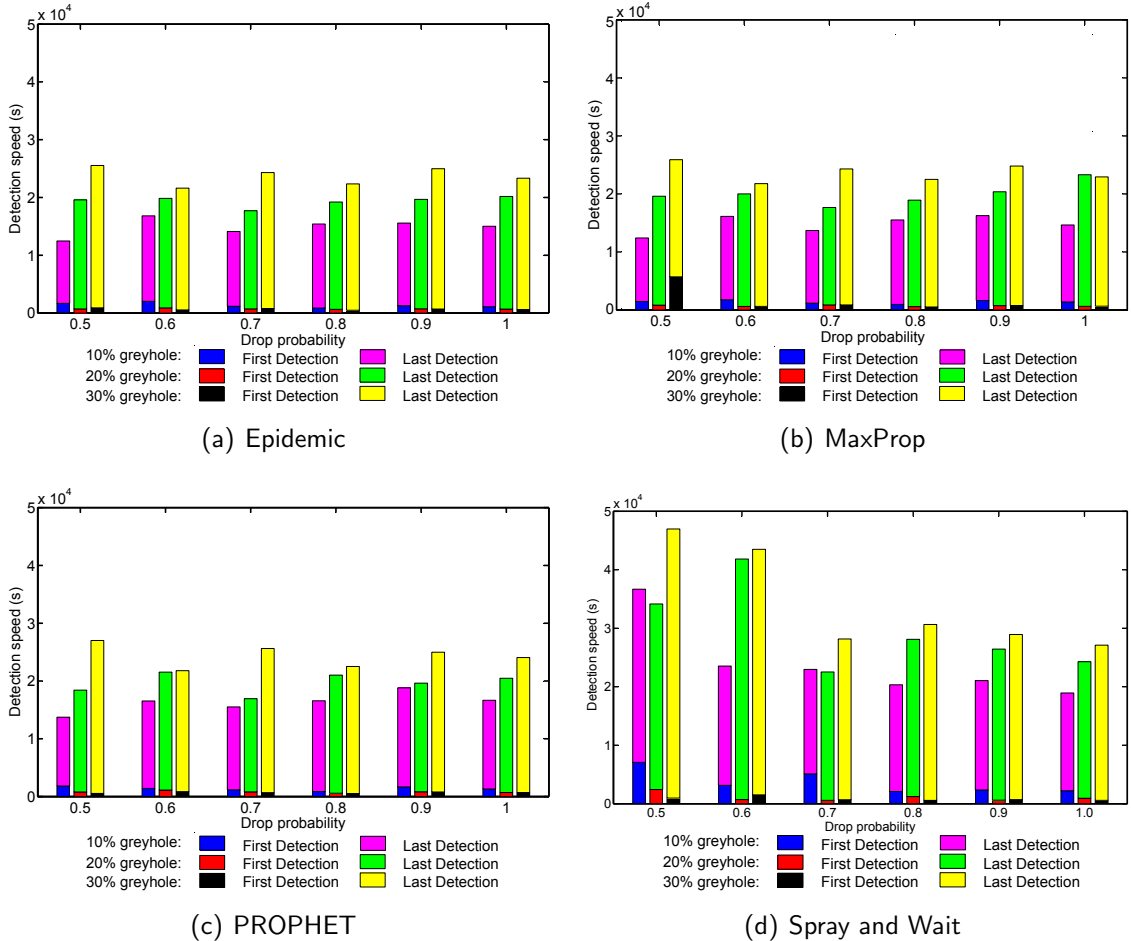 x 10⁴
5
4
3
2
1
0
Detection speed (s)
0.5 0.6 0.7 0.8 0.9 1
Drop probability
10% greyhole: First Detection Last Detection
20% greyhole: First Detection Last Detection
30% greyhole: First Detection Last Detection
(a) Epidemic
x 10⁴
5
4
3
2
1
0
Detection speed (s)
0.5 0.6 0.7 0.8 0.9 1
Drop probability
10% greyhole: First Detection Last Detection
20% greyhole: First Detection Last Detection
30% greyhole: First Detection Last Detection
(b) MaxProp
x 10⁴
5
4
3
2
1
0
Detection speed (s)
0.5 0.6 0.7 0.8 0.9 1
Drop probability
10% greyhole: First Detection Last Detection
20% greyhole: First Detection Last Detection
30% greyhole: First Detection Last Detection
(c) PROPHET
x 10⁴
5
4
3
2
1
0
Detection speed (s)
0.5 0.6 0.7 0.8 0.9 1.0
Drop probability
10% greyhole: First Detection Last Detection
20% greyhole: First Detection Last Detection
30% greyhole: First Detection Last Detection
(d) Spray and Wait